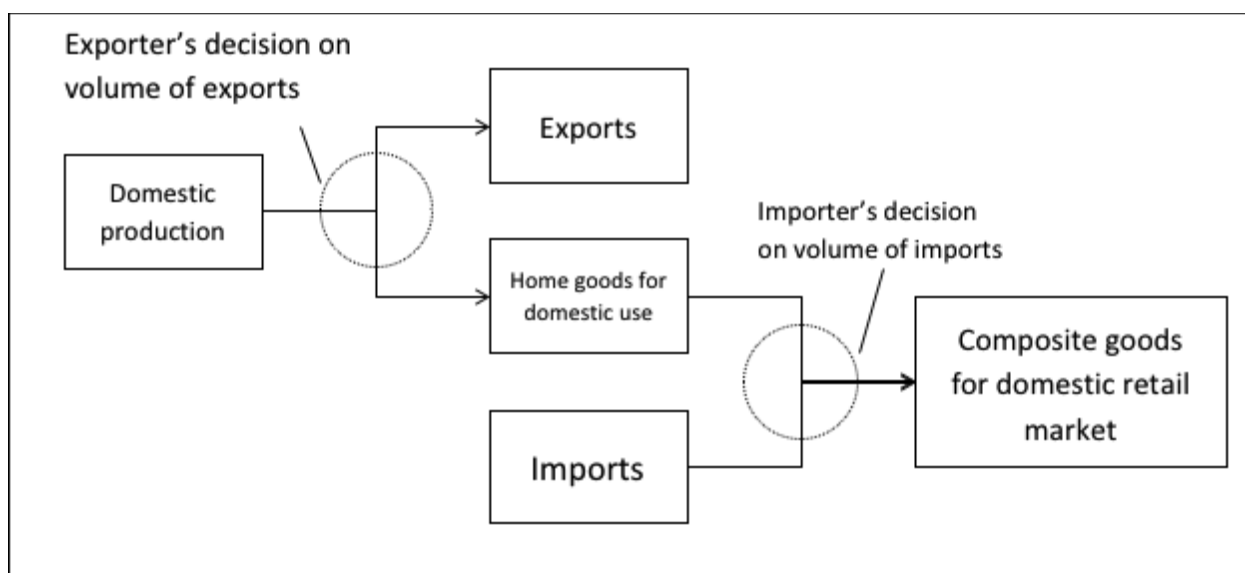 Exporter’s decision on
volume of exports
Exports
Domestic
production
Importer’s decision
on volume of imports
Home goods for
domestic use
Composite goods
for domestic retail
market
Imports